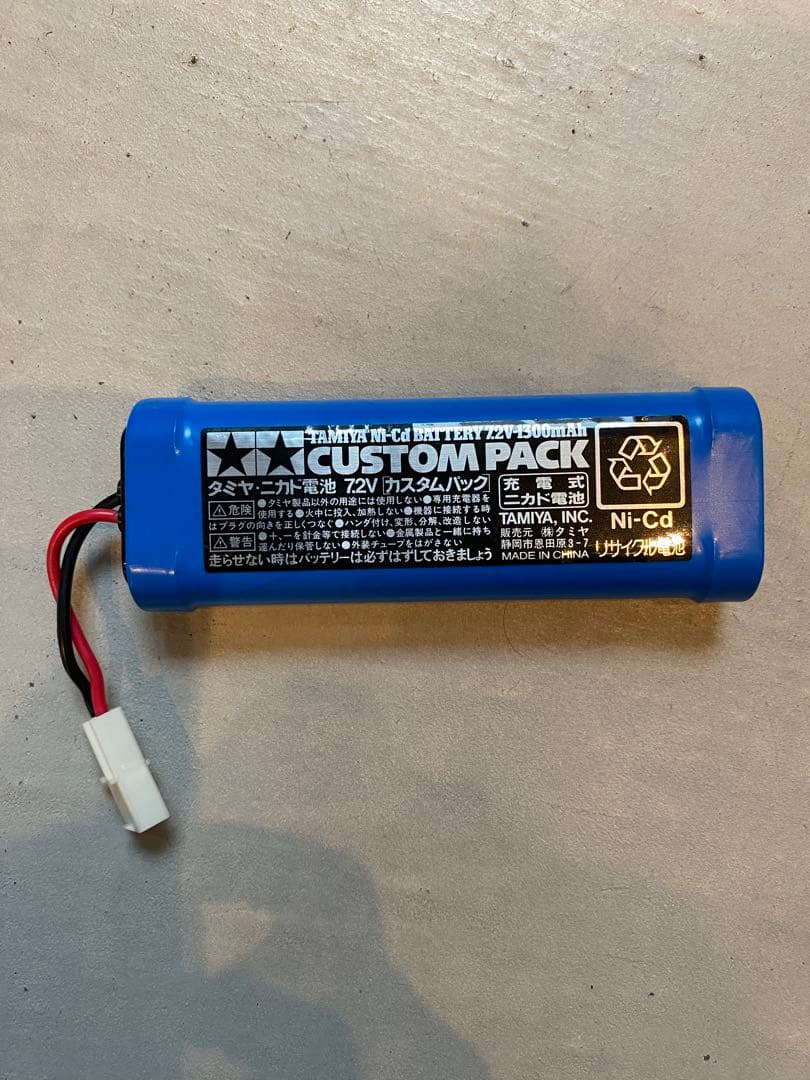 TAMIYA Ni-Cd BATTERY 7.2V-1300mAh
CUSTOM PACK
タミヤ・ニカド電池 7.2V カスタムパック
危険 ●タミヤ製品以外の用途には使用しない●専用充電器を
使用する●火中に投入、加熱しない●機器に接続する時
はプラグの向きを正しくつなぐ●ハンダ付け、変形、分解、改造しない
警告 ●+、-を針金等で接続しない●金属製品と一緒に持ち
運んだり保管しない●外装チューブをはがさない
走らせない時はバッテリーは必ずはずしておきましょう
充電式
ニカド電池
TAMIYA, INC.
販売元 ㈱タミヤ
静岡市恩田原3-7
MADE IN CHINA
Ni-Cd
リサイクル電池